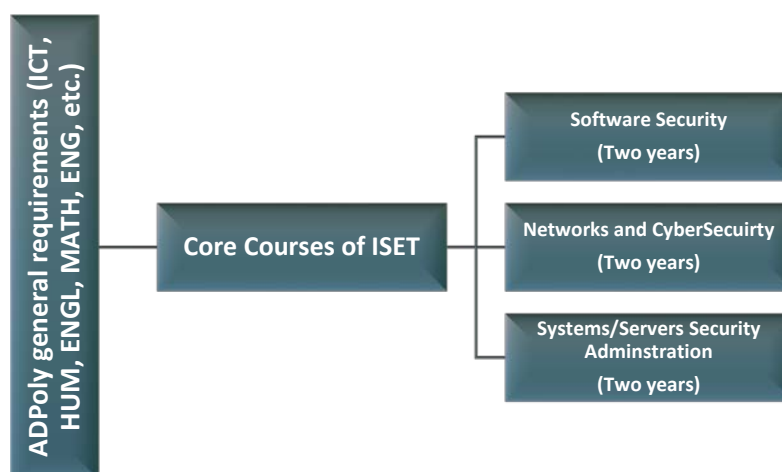 ADPoly general requirements (ICT,
HUM, ENGL, MATH, ENG, etc.)
Core Courses of ISET
Software Security
(Two years)
Networks and CyberSecuirty
(Two years)
Systems/Servers Security
Adminstration
(Two years)